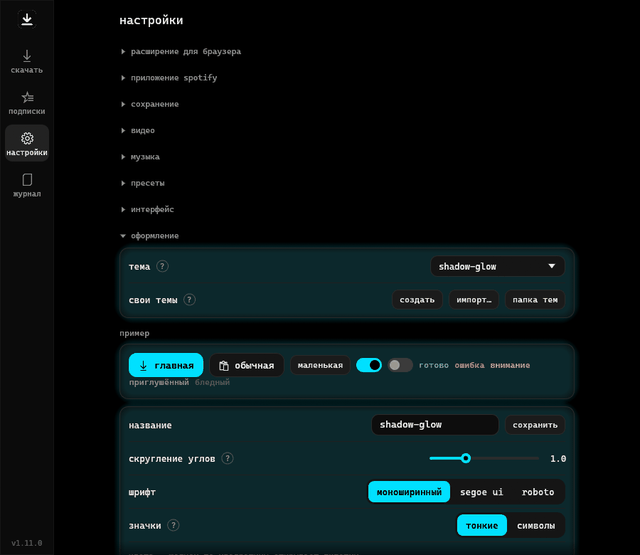 настройки
скачать
подписки
настройки
журнал
расширение для браузера
приложение spotify
сохранение
видео
музыка
пресеты
интерфейс
оформление
тема ? shadow-glow
свои темы ? создать импорт… папка тем
пример
главная обычная маленькая готово ошибка внимание
приглушённый бледный
название shadow-glow сохранить
скругление углов ? 1.0
шрифт моноширинный segoe ui roboto
значки ? тонкие символы
v1.11.0